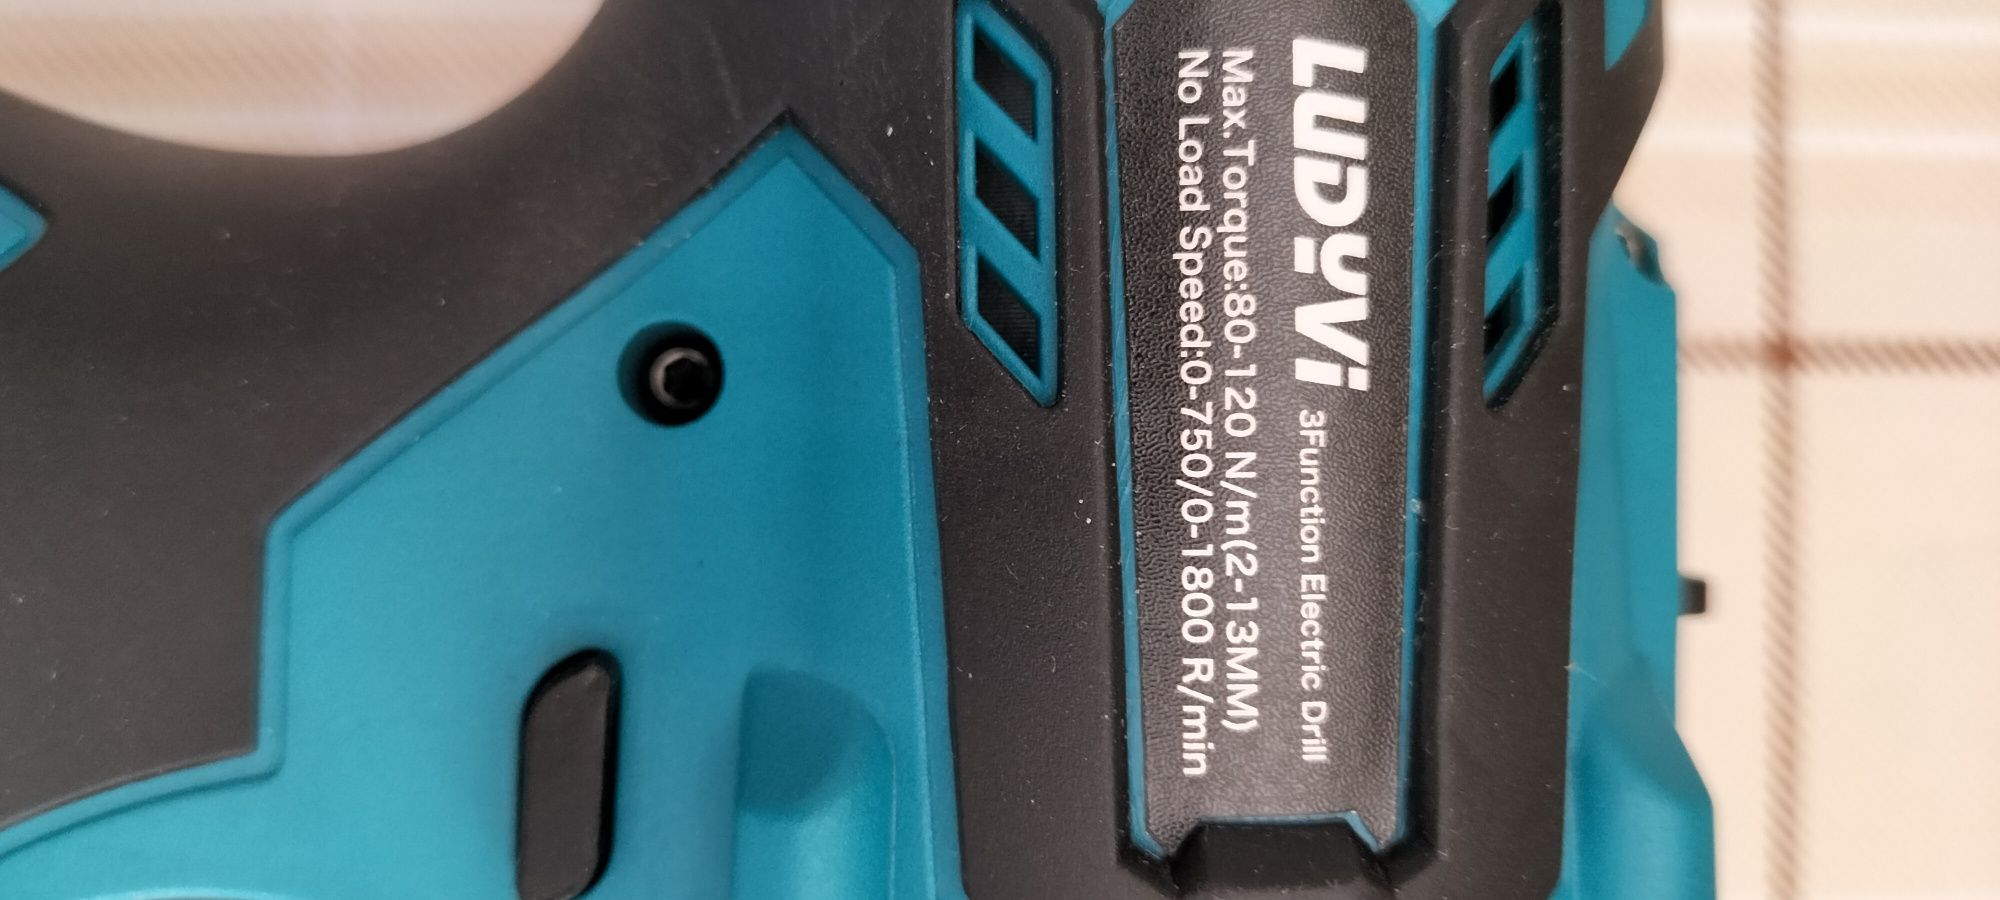 LUDyVi 3Function Electric Drill
Max.Torque:80-120 N/m(2-13MM)
No Load Speed:0-750/0-1800 R/min